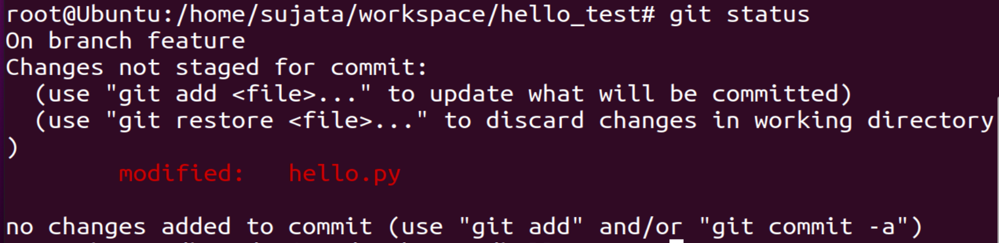 root@Ubuntu:/home/sujata/workspace/hello_test# git status
On branch feature
Changes not staged for commit:
  (use "git add <file>..." to update what will be committed)
  (use "git restore <file>..." to discard changes in working directory
)
        modified:   hello.py

no changes added to commit (use "git add" and/or "git commit -a")